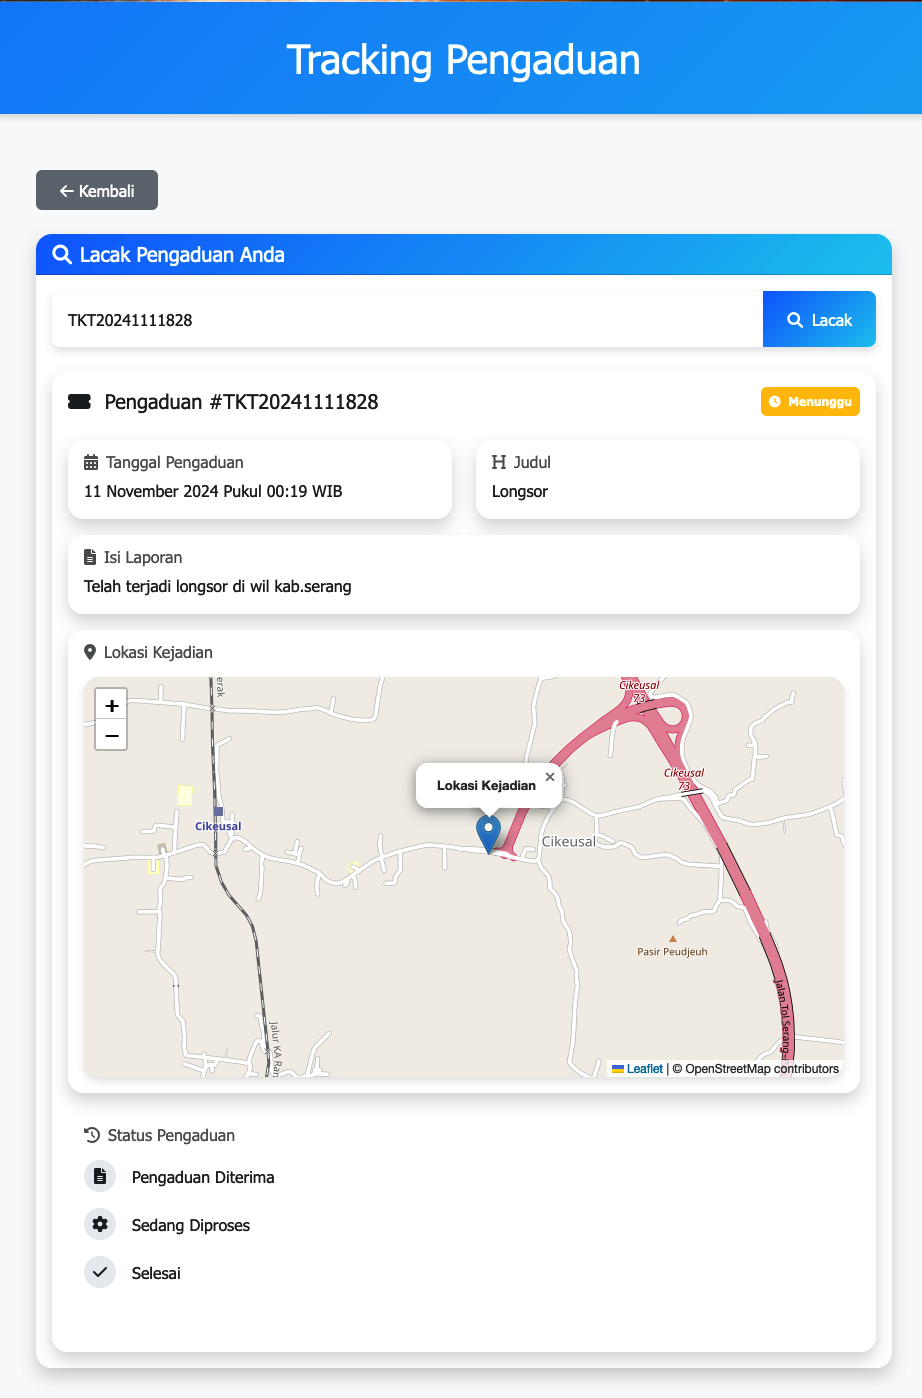 Tracking Pengaduan
Kembali
Lacak Pengaduan Anda
TKT20241111828
Lacak
Pengaduan #TKT20241111828
Menunggu
Tanggal Pengaduan
11 November 2024 Pukul 00:19 WIB
Judul
Longsor
Isi Laporan
Telah terjadi longsor di wil kab.serang
Lokasi Kejadian
+
−
erak
Cikeusal
73
Cikeusal
73
Lokasi Kejadian ×
Cikeusal
Cikeusal
Pasir Peudjeuh
Jalan Tol Serang-
Jalur KA Ran
Leaflet | © OpenStreetMap contributors
Status Pengaduan
Pengaduan Diterima
Sedang Diproses
Selesai